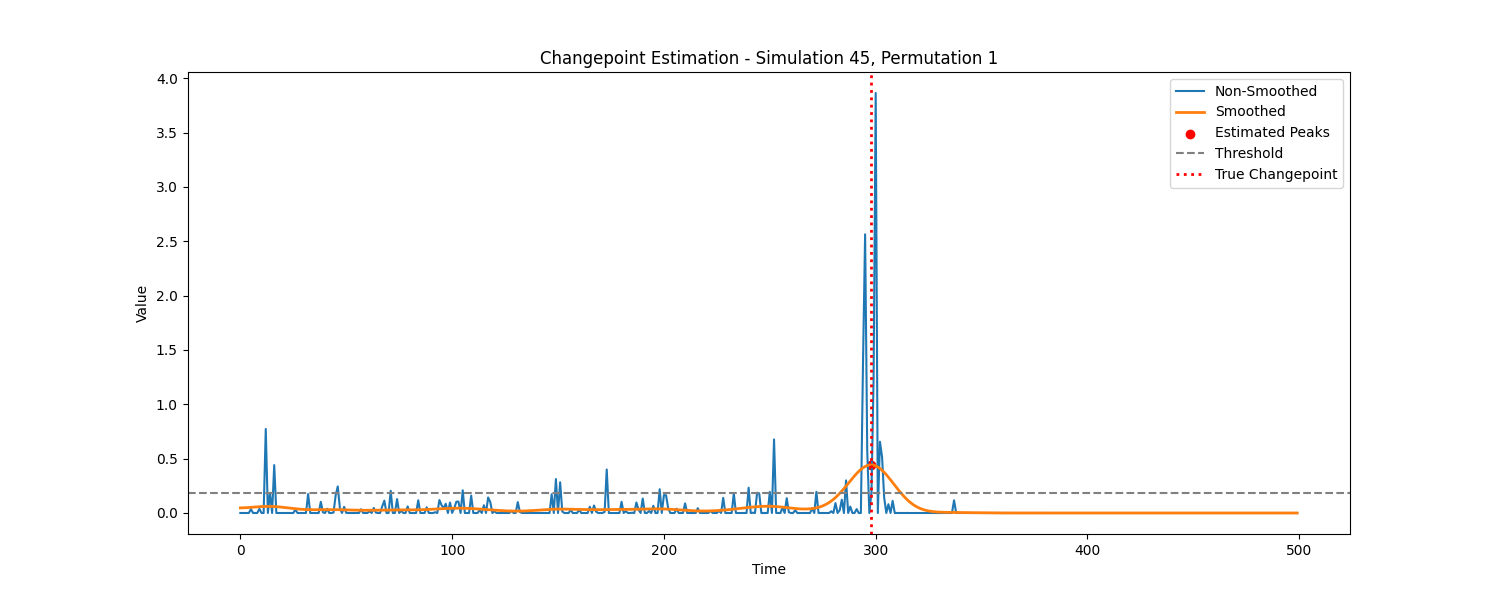 Changepoint Estimation - Simulation 45, Permutation 1
4.0
3.5
3.0
2.5
2.0
1.5
1.0
0.5
0.0
Value
Non-Smoothed
Smoothed
Estimated Peaks
Threshold
True Changepoint
0 100 200 300 400 500
Time